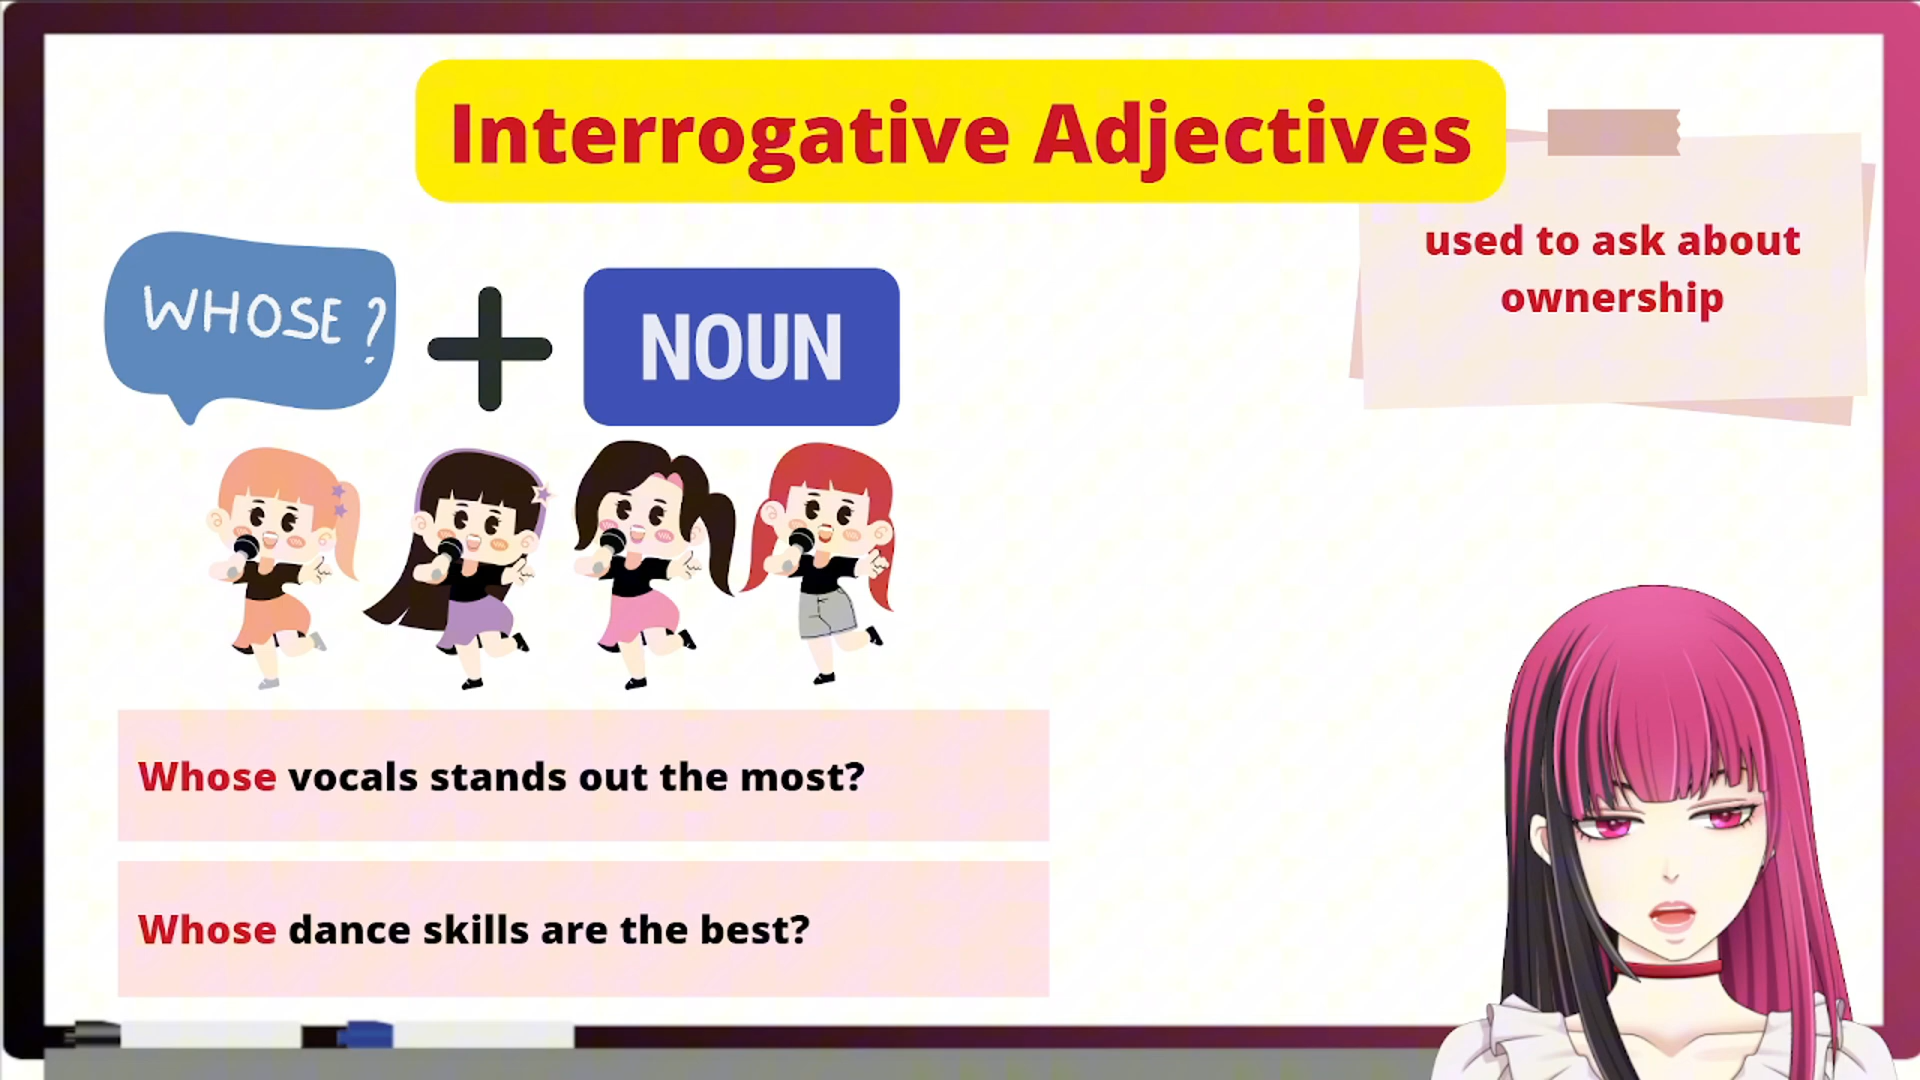 Interrogative Adjectives
used to ask about
ownership
WHOSE?
NOUN
Whose vocals stands out the most?
Whose dance skills are the best?